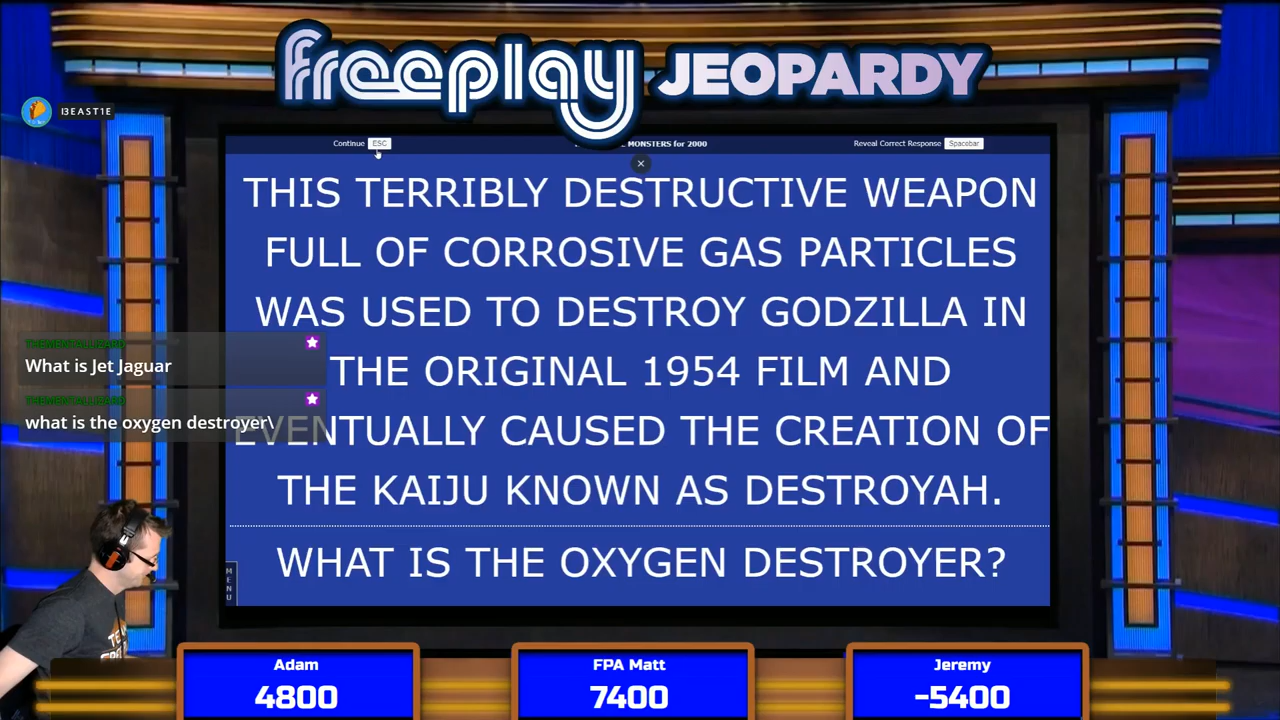 freeplay JEOPARDY
I3EAST1E
Continue ESC
MONSTERS for 2000
Reveal Correct Response Spacebar
THIS TERRIBLY DESTRUCTIVE WEAPON
FULL OF CORROSIVE GAS PARTICLES
WAS USED TO DESTROY GODZILLA IN
THE ORIGINAL 1954 FILM AND
EVENTUALLY CAUSED THE CREATION OF
THE KAIJU KNOWN AS DESTROYAH.
WHAT IS THE OXYGEN DESTROYER?
THEMENTALLIZARD
What is Jet Jaguar
THEMENTALLIZARD
what is the oxygen destroyer\
MENU
Adam
4800
FPA Matt
7400
Jeremy
-5400